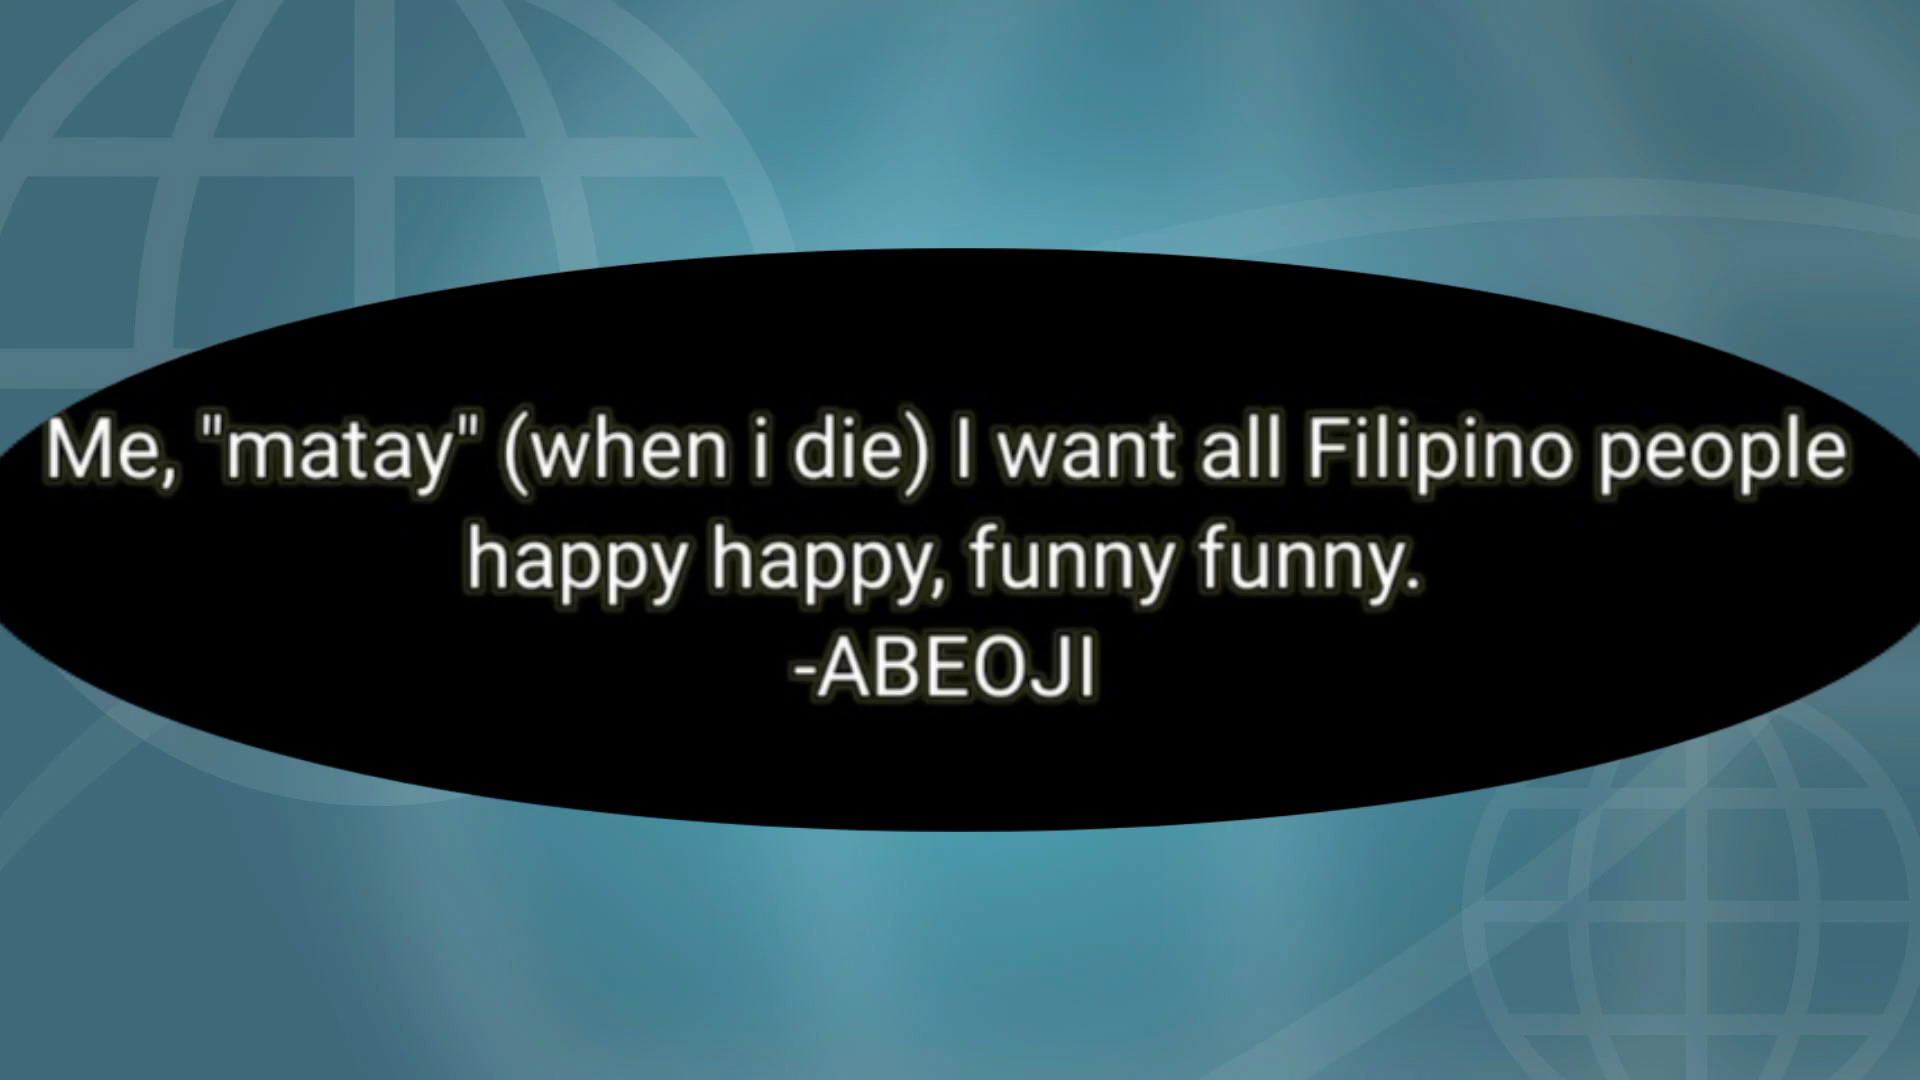 Me, "matay" (when i die) I want all Filipino people
happy happy, funny funny.
-ABEOJI